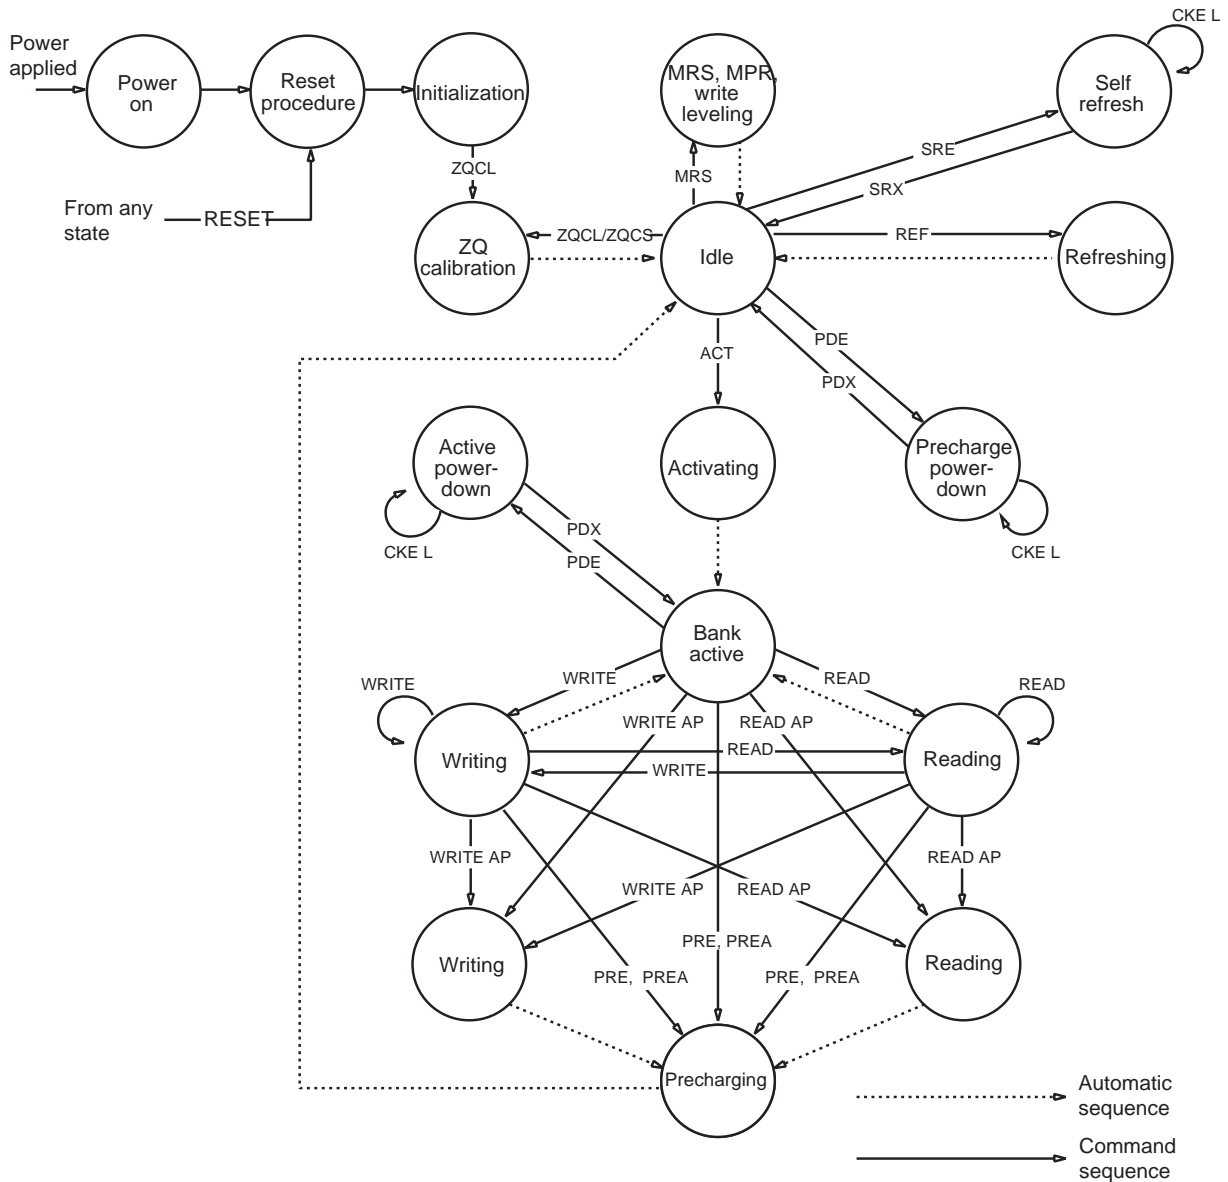 Power
applied
Power
on
Reset
procedure
Initialization
MRS, MPR,
write
leveling
Self
refresh
CKE L
ZQCL
From any
state
RESET
MRS
SRE
SRX
ZQ
calibration
ZQCL/ZQCS
Idle
REF
Refreshing
ACT
PDE
PDX
Active
power-
down
CKE L
Activating
Precharge
power-
down
CKE L
PDX
PDE
Bank
active
WRITE
WRITE
READ
READ
WRITE AP
READ AP
Writing
READ
WRITE
Reading
WRITE AP
READ AP
WRITE AP
READ AP
Writing
PRE, PREA
PRE, PREA
PRE, PREA
Reading
Precharging
Automatic
sequence
Command
sequence